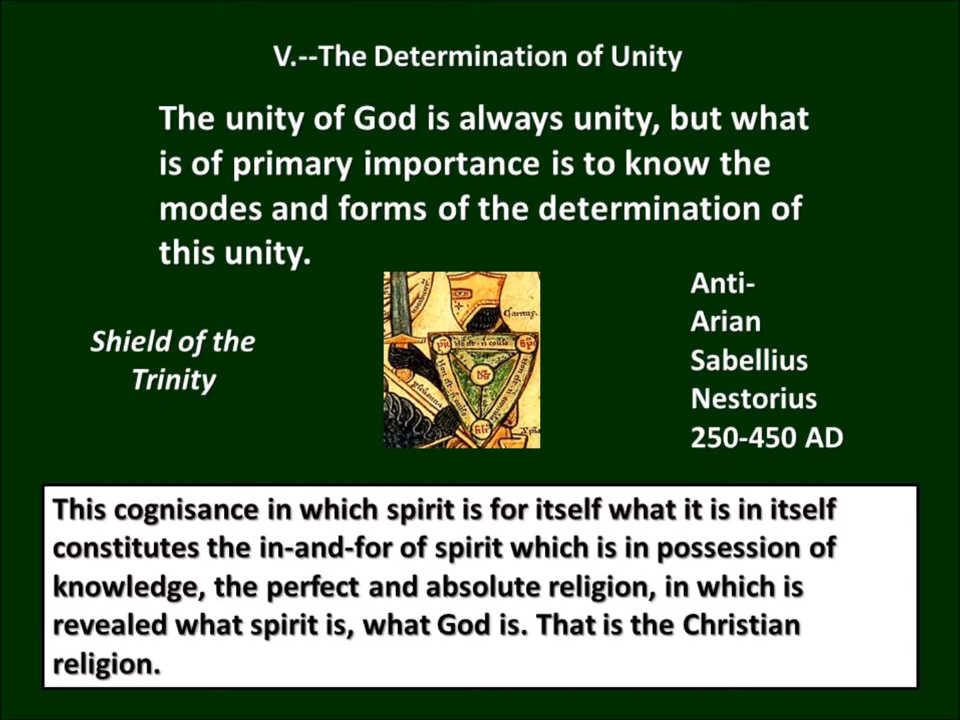 V.--The Determination of Unity
The unity of God is always unity, but what
is of primary importance is to know the
modes and forms of the determination of
this unity.
Shield of the
Trinity
Anti-
Arian
Sabellius
Nestorius
250-450 AD
This cognisance in which spirit is for itself what it is in itself
constitutes the in-and-for of spirit which is in possession of
knowledge, the perfect and absolute religion, in which is
revealed what spirit is, what God is. That is the Christian
religion.